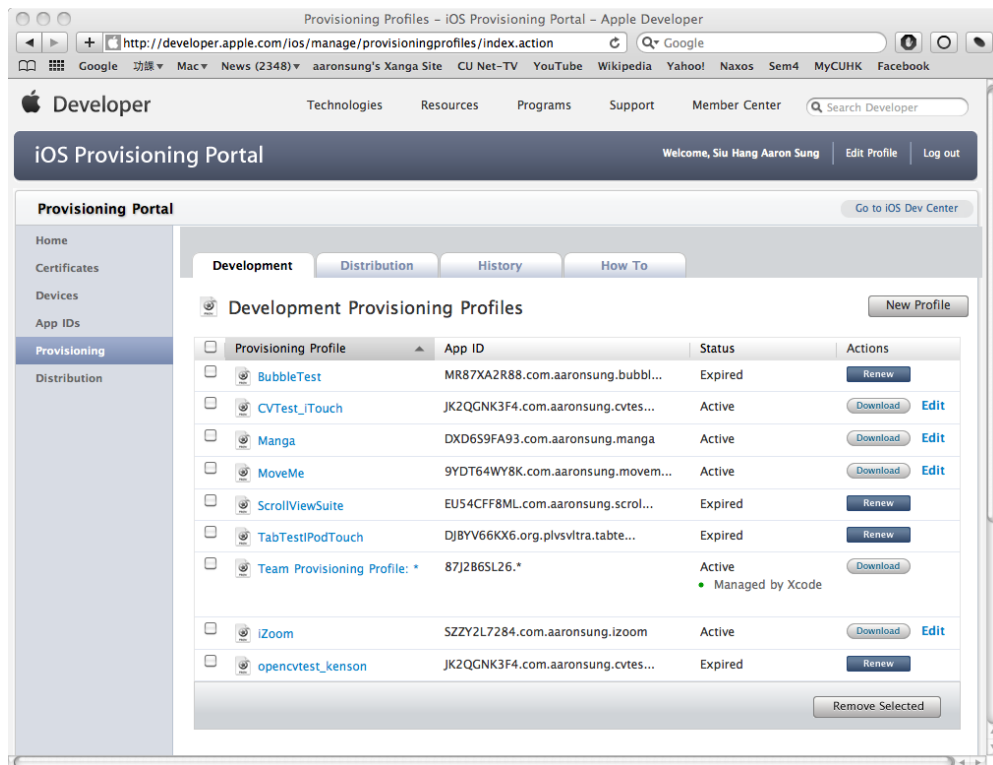 Provisioning Profiles – iOS Provisioning Portal – Apple Developer
http://developer.apple.com/ios/manage/provisioningprofiles/index.action
Google
Google 功課 Mac News (2348) aaronsung's Xanga Site CU Net-TV YouTube Wikipedia Yahoo! Naxos Sem4 MyCUHK Facebook
Developer Technologies Resources Programs Support Member Center Search Developer
iOS Provisioning Portal Welcome, Siu Hang Aaron Sung Edit Profile Log out
Provisioning Portal Go to iOS Dev Center
Home
Certificates
Devices
App IDs
Provisioning
Distribution
Development Distribution History How To
Development Provisioning Profiles New Profile
Provisioning Profile App ID Status Actions
BubbleTest MR87XA2R88.com.aaronsung.bubbl... Expired Renew
CVTest_iTouch JK2QGNK3F4.com.aaronsung.cvtes... Active Download Edit
Manga DXD6S9FA93.com.aaronsung.manga Active Download Edit
MoveMe 9YDT64WY8K.com.aaronsung.movem... Active Download Edit
ScrollViewSuite EU54CFF8ML.com.aaronsung.scrol... Expired Renew
TabTestIPodTouch DJBYV66KX6.org.plvsvltra.tabte... Expired Renew
Team Provisioning Profile: * 87J2B6SL26.* Active Download
Managed by Xcode
iZoom SZZY2L7284.com.aaronsung.izoom Active Download Edit
opencvtest_kenson JK2QGNK3F4.com.aaronsung.cvtes... Expired Renew
Remove Selected